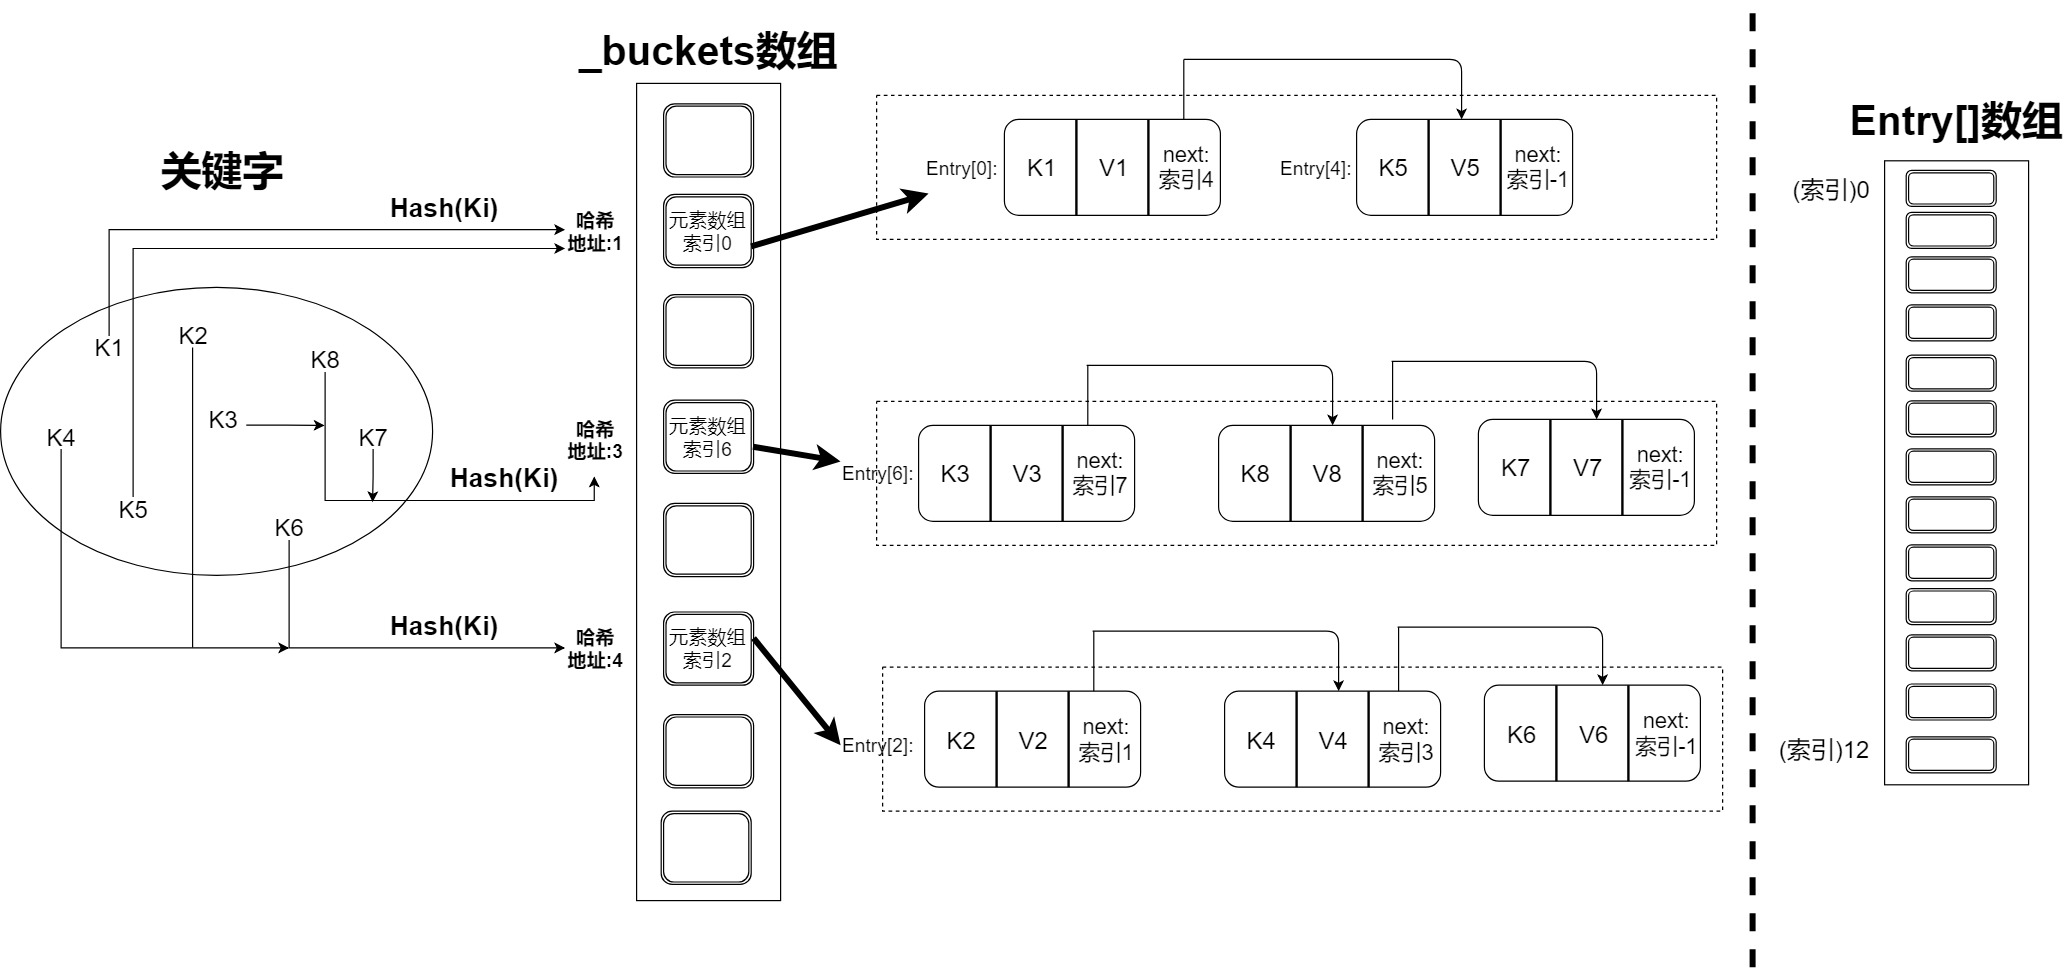 _buckets数组
Entry[]数组
关键字
Hash(Ki)
哈希
地址:1
元素数组
索引0
Entry[0]:
K1
V1
next:
索引4
Entry[4]:
K5
V5
next:
索引-1
(索引)0
K1
K2
K8
K3
K4
K7
K5
K6
Hash(Ki)
哈希
地址:3
元素数组
索引6
Entry[6]:
K3
V3
next:
索引7
K8
V8
next:
索引5
K7
V7
next:
索引-1
Hash(Ki)
哈希
地址:4
元素数组
索引2
Entry[2]:
K2
V2
next:
索引1
K4
V4
next:
索引3
K6
V6
next:
索引-1
(索引)12